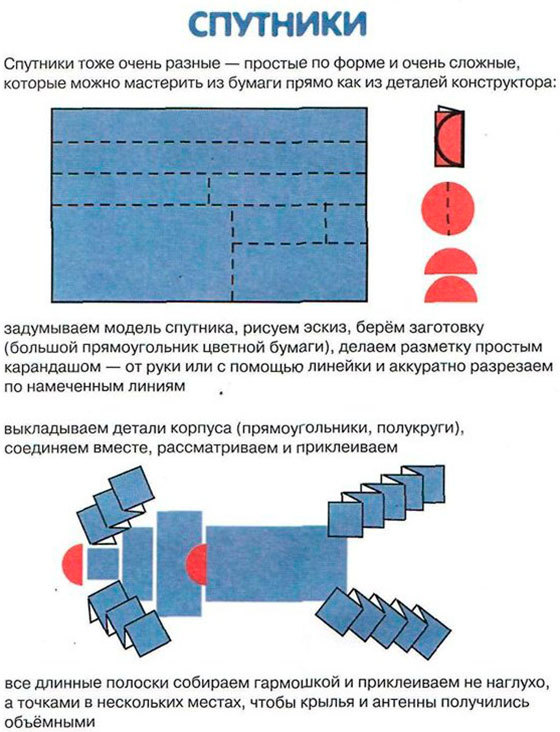 СПУТНИКИ
Спутники тоже очень разные — простые по форме и очень сложные,
которые можно мастерить из бумаги прямо как из деталей конструктора:
задумываем модель спутника, рисуем эскиз, берём заготовку
(большой прямоугольник цветной бумаги), делаем разметку простым
карандашом — от руки или с помощью линейки и аккуратно разрезаем
по намеченным линиям
выкладываем детали корпуса (прямоугольники, полукруги),
соединяем вместе, рассматриваем и приклеиваем
все длинные полоски собираем гармошкой и приклеиваем не наглухо,
а точками в нескольких местах, чтобы крылья и антенны получились
объёмными